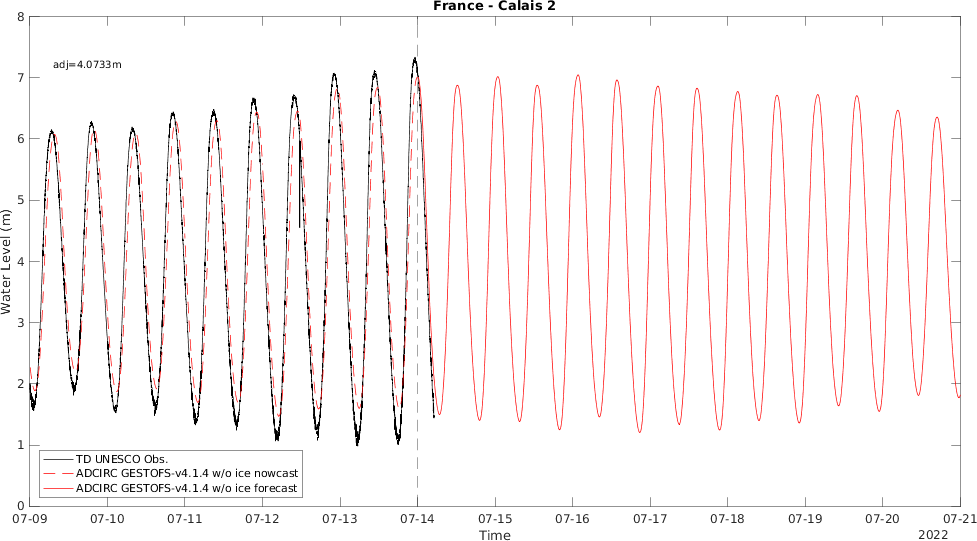 France - Calais 2
adj=4.0733m
8
7
6
5
4
3
2
1
0
Water Level (m)
TD UNESCO Obs.
ADCIRC GESTOFS-v4.1.4 w/o ice nowcast
ADCIRC GESTOFS-v4.1.4 w/o ice forecast
07-09 07-10 07-11 07-12 07-13 07-14 07-15 07-16 07-17 07-18 07-19 07-20 07-21
Time
2022